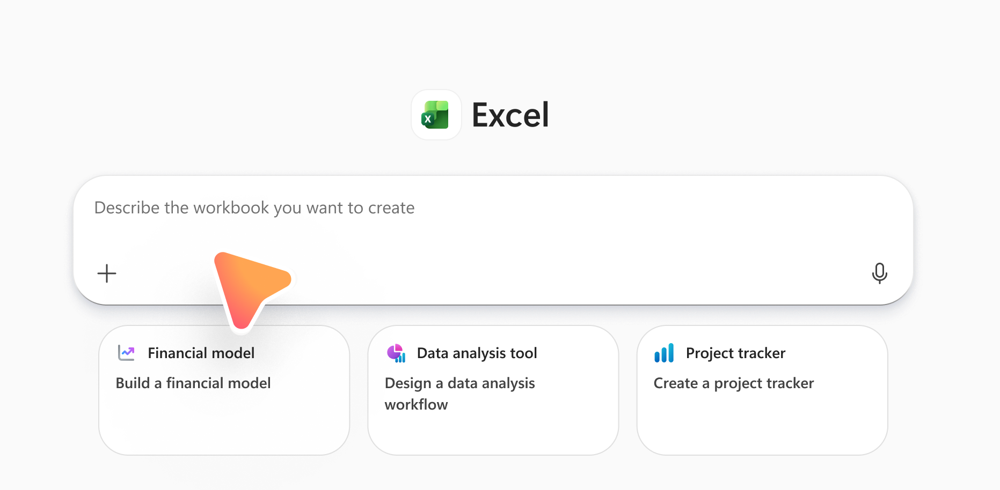 Excel
Describe the workbook you want to create
Financial model
Build a financial model
Data analysis tool
Design a data analysis
workflow
Project tracker
Create a project tracker